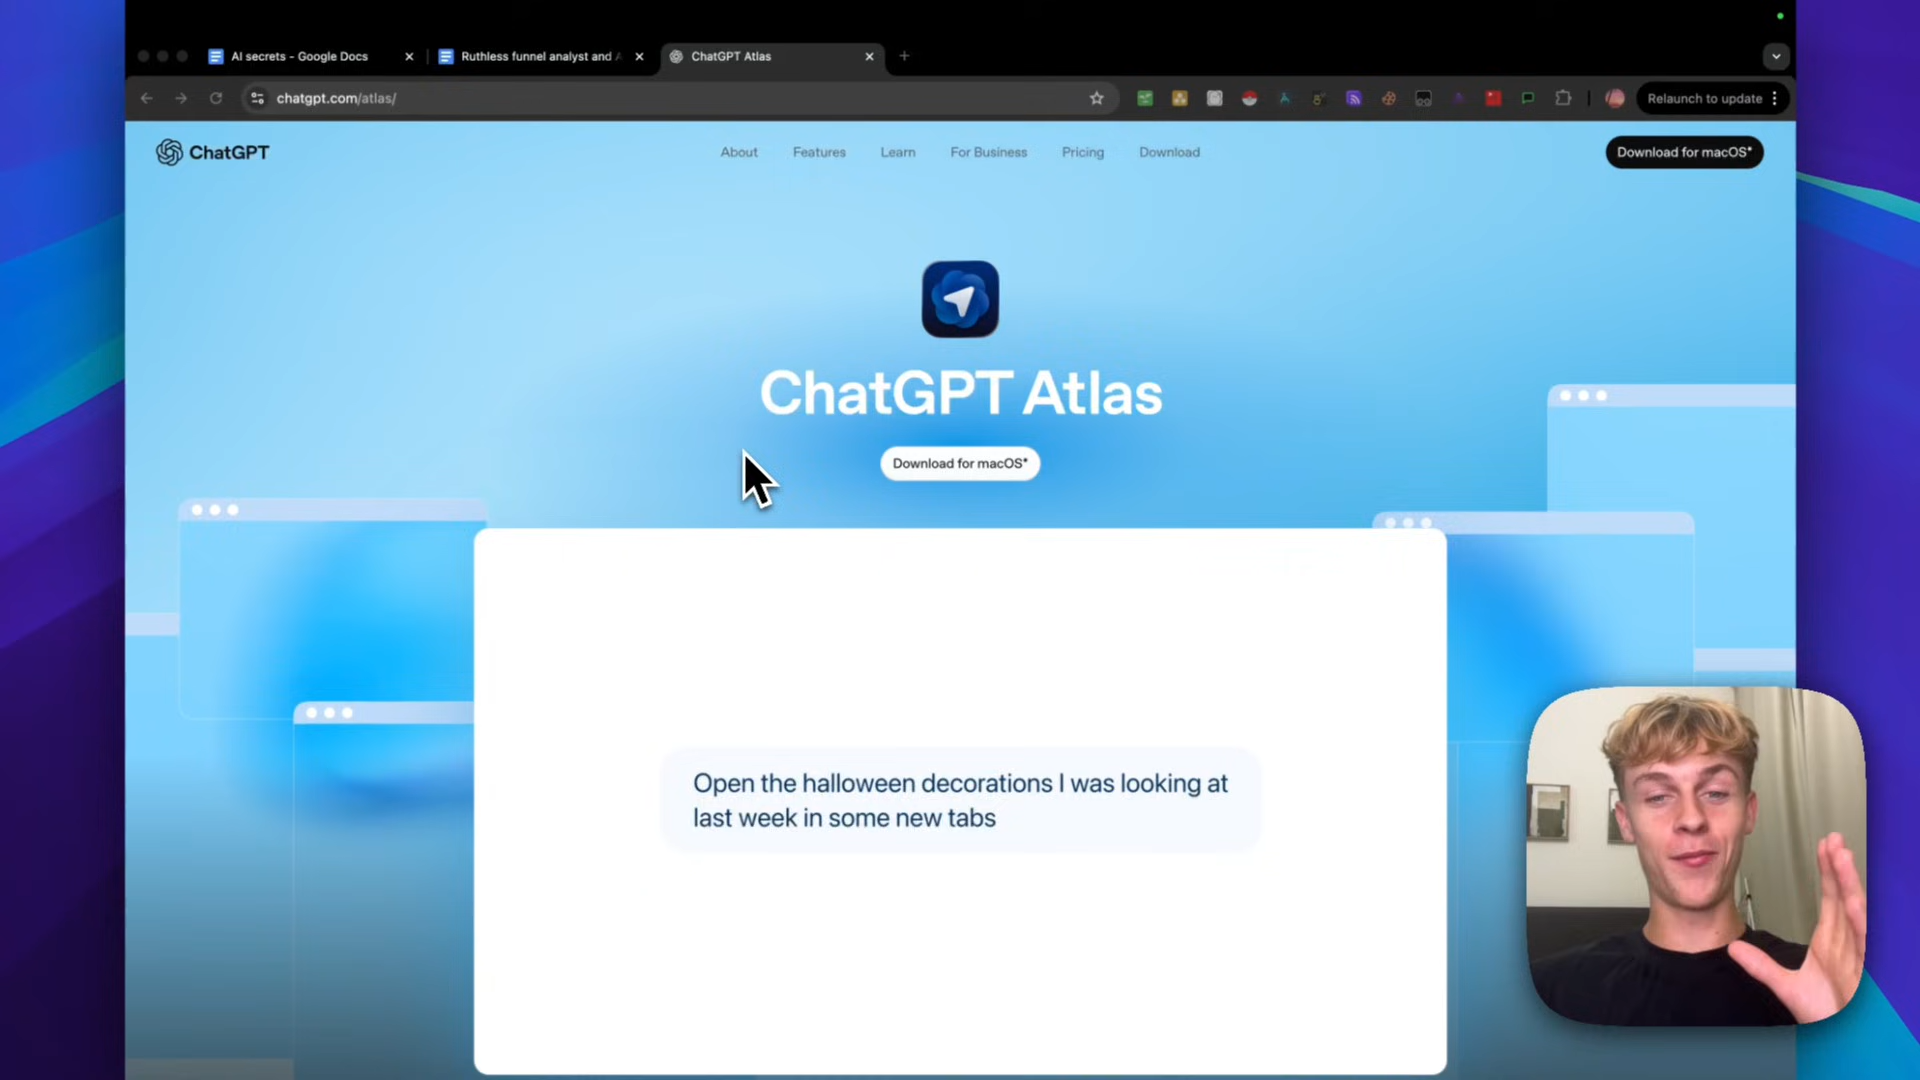 AI secrets - Google Docs
Ruthless funnel analyst and
ChatGPT Atlas
chatgpt.com/atlas/
Relaunch to update
ChatGPT
About
Features
Learn
For Business
Pricing
Download
Download for macOS*
ChatGPT Atlas
Download for macOS*
Open the halloween decorations I was looking at
last week in some new tabs